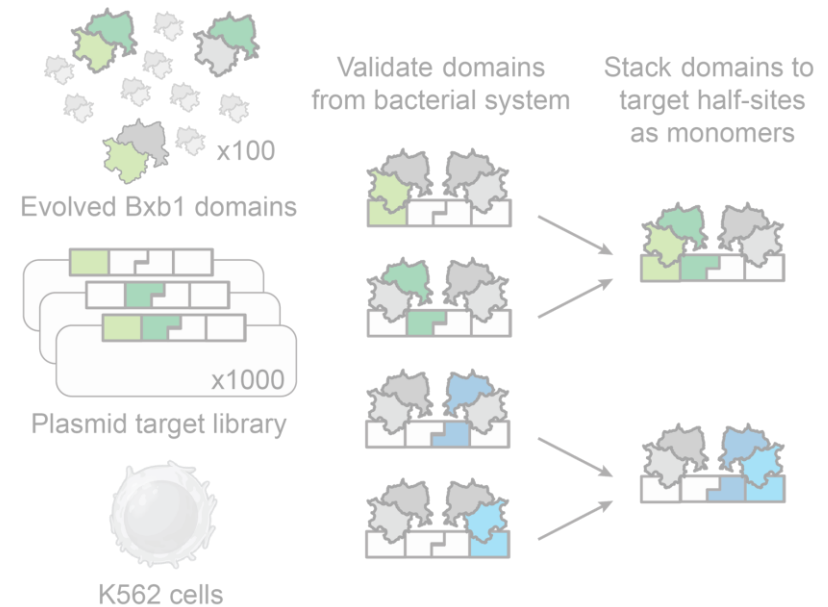 x100
Evolved Bxb1 domains
x1000
Plasmid target library
K562 cells
Validate domains
from bacterial system
Stack domains to
target half-sites
as monomers